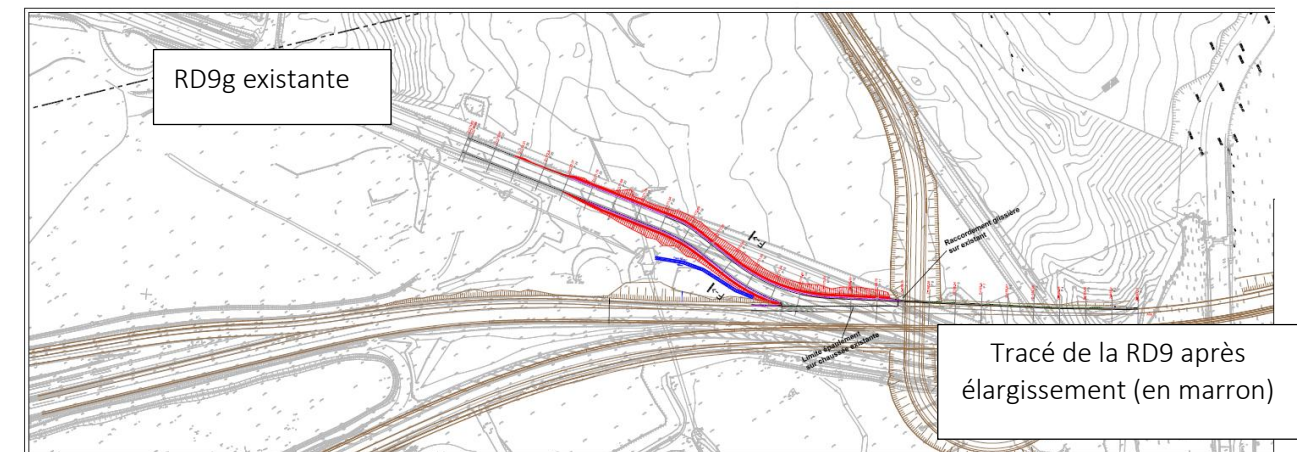 RD9g existante
Raccordement glissière
sur existant
Limite épaulement
sur chaussée existante
Tracé de la RD9 après
élargissement (en marron)